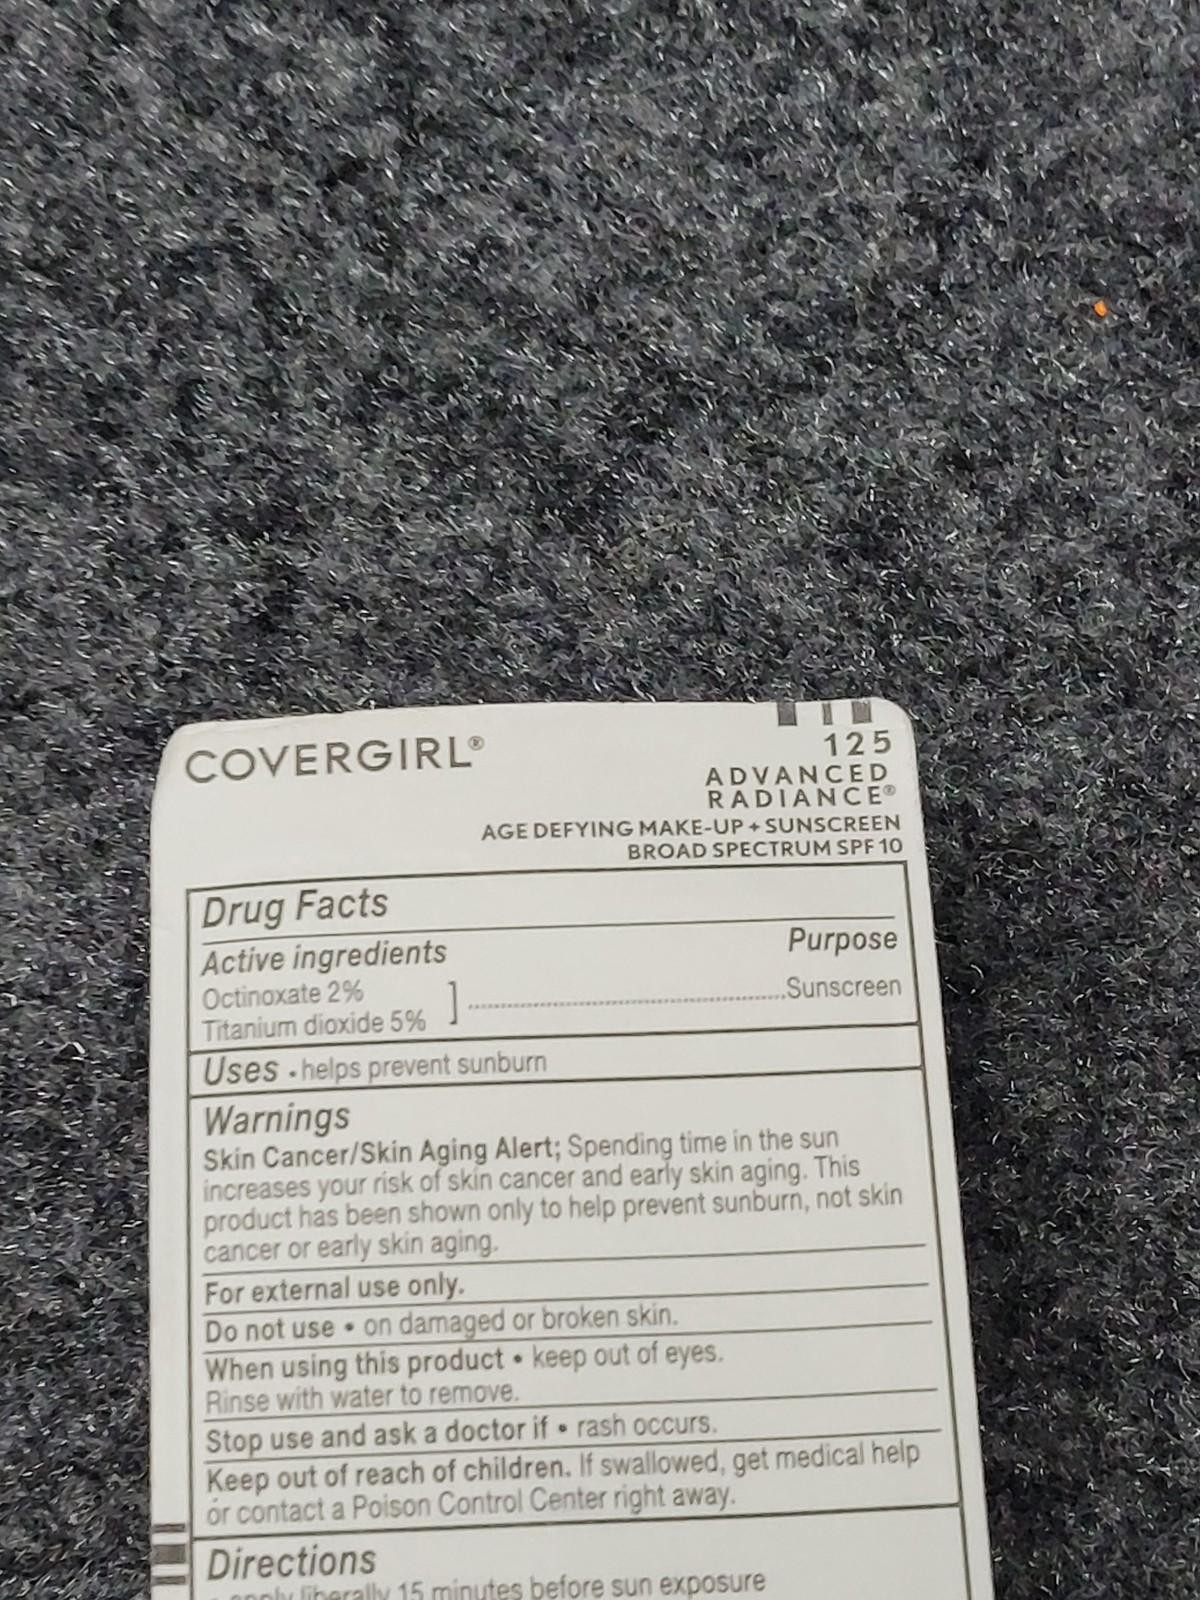 COVERGIRL®
125
ADVANCED
RADIANCE®
AGE DEFYING MAKE-UP + SUNSCREEN
BROAD SPECTRUM SPF 10
Drug Facts
Active ingredients Purpose
Octinoxate 2%
Titanium dioxide 5% ] ........................................Sunscreen
Uses • helps prevent sunburn
Warnings
Skin Cancer/Skin Aging Alert; Spending time in the sun
increases your risk of skin cancer and early skin aging. This
product has been shown only to help prevent sunburn, not skin
cancer or early skin aging.
For external use only.
Do not use • on damaged or broken skin.
When using this product • keep out of eyes.
Rinse with water to remove.
Stop use and ask a doctor if • rash occurs.
Keep out of reach of children. If swallowed, get medical help
or contact a Poison Control Center right away.
Directions
• apply liberally 15 minutes before sun exposure